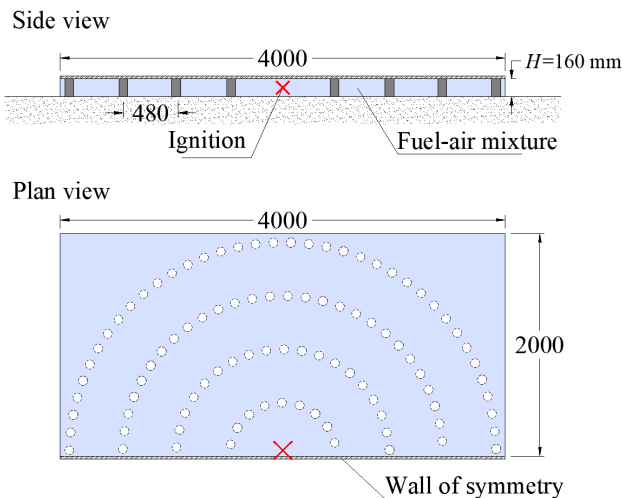 Side view
4000
H=160 mm
480
Ignition
Fuel-air mixture
Plan view
4000
2000
Wall of symmetry